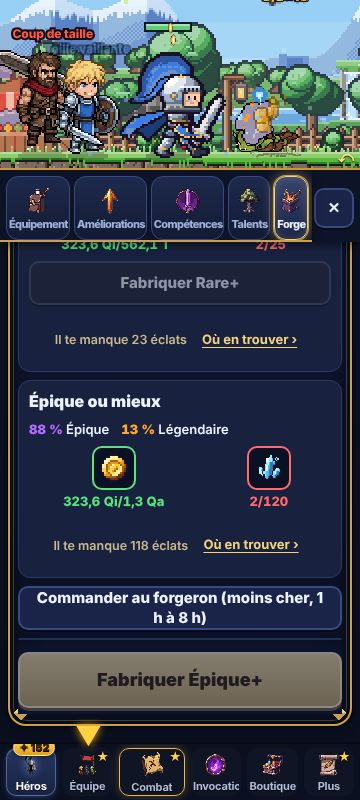 Coup de taille
Équipement
Améliorations
Compétences
Talents
Forge
×
323,6 Qi/562,1 T
2/25
Fabriquer Rare+
Il te manque 23 éclats
Où en trouver ›
Épique ou mieux
88 % Épique 13 % Légendaire
323,6 Qi/1,3 Qa
2/120
Il te manque 118 éclats
Où en trouver ›
Commander au forgeron (moins cher, 1
h à 8 h)
Fabriquer Épique+
182
Héros
Équipe
Combat
Invocatic
Boutique
Plus